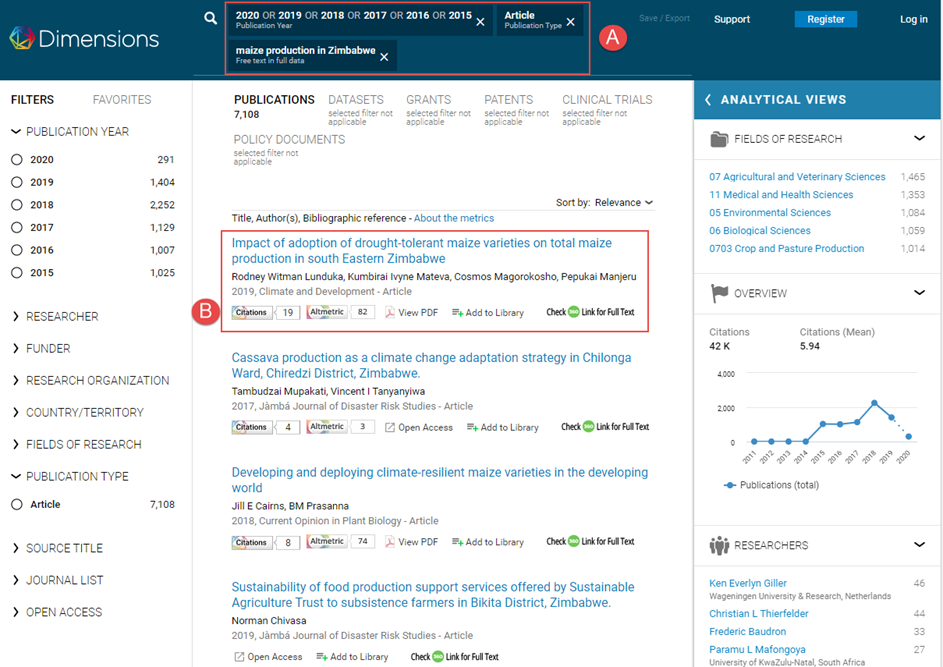 Dimensions
2020 OR 2019 OR 2018 OR 2017 OR 2016 OR 2015
Publication Year
Article
Publication Type
maize production in Zimbabwe
Free text in full data
A
Save / Export
Support
Register
Log in
FILTERS
FAVORITES
PUBLICATION YEAR
2020 291
2019 1,404
2018 2,252
2017 1,129
2016 1,007
2015 1,025
RESEARCHER
FUNDER
RESEARCH ORGANIZATION
COUNTRY/TERRITORY
FIELDS OF RESEARCH
PUBLICATION TYPE
Article 7,108
SOURCE TITLE
JOURNAL LIST
OPEN ACCESS
PUBLICATIONS
7,108
DATASETS
selected filter not
applicable
GRANTS
selected filter not
applicable
PATENTS
selected filter not
applicable
CLINICAL TRIALS
selected filter not
applicable
POLICY DOCUMENTS
selected filter not
applicable
Sort by: Relevance
Title, Author(s), Bibliographic reference - About the metrics
B
Impact of adoption of drought-tolerant maize varieties on total maize
production in south Eastern Zimbabwe
Rodney Witman Lunduka, Kumbirai Ivyne Mateva, Cosmos Magorokosho, Pepukai Manjeru
2019, Climate and Development - Article
Citations 19 Altmetric 82 View PDF Add to Library Check 360 Link for Full Text
Cassava production as a climate change adaptation strategy in Chilonga
Ward, Chiredzi District, Zimbabwe.
Tambudzai Mupakati, Vincent I Tanyanyiwa
2017, Jàmbá Journal of Disaster Risk Studies - Article
Citations 4 Altmetric 3 Open Access Add to Library Check 360 Link for Full Text
Developing and deploying climate-resilient maize varieties in the developing
world
Jill E Cairns, BM Prasanna
2018, Current Opinion in Plant Biology - Article
Citations 8 Altmetric 74 View PDF Add to Library Check 360 Link for Full Text
Sustainability of food production support services offered by Sustainable
Agriculture Trust to subsistence farmers in Bikita District, Zimbabwe.
Norman Chivasa
2019, Jàmbá Journal of Disaster Risk Studies - Article
Open Access Add to Library Check 360 Link for Full Text
ANALYTICAL VIEWS
FIELDS OF RESEARCH
07 Agricultural and Veterinary Sciences 1,465
11 Medical and Health Sciences 1,353
05 Environmental Sciences 1,084
06 Biological Sciences 1,059
0703 Crop and Pasture Production 1,014
OVERVIEW
Citations
42 K
Citations (Mean)
5.94
4,000
2,000
0
2011 2012 2013 2014 2015 2016 2017 2018 2019 2020
Publications (total)
RESEARCHERS
Ken Everlyn Giller 46
Wageningen University & Research, Netherlands
Christian L Thierfelder 44
Frederic Baudron 33
Paramu L Mafongoya 27
University of KwaZulu-Natal, South Africa